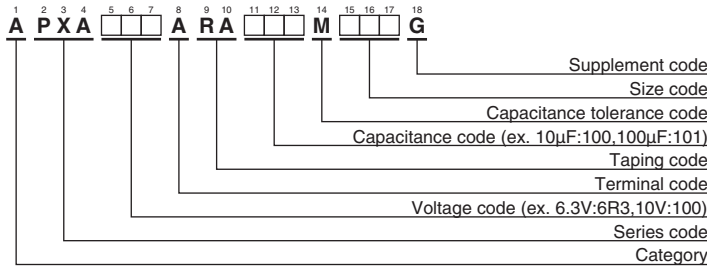 1 2 3 4 5 6 7 8 9 10 11 12 13 14 15 16 17 18
A P X A A R A M G
Supplement code
Size code
Capacitance tolerance code
Capacitance code (ex. 10μF:100,100μF:101)
Taping code
Terminal code
Voltage code (ex. 6.3V:6R3,10V:100)
Series code
Category